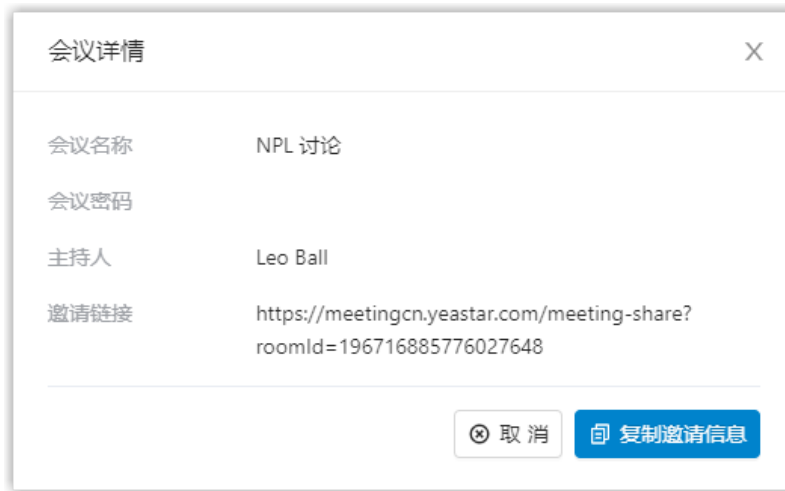 会议详情
会议名称 NPL 讨论
会议密码
主持人 Leo Ball
邀请链接 https://meetingcn.yeastar.com/meeting-share?
roomId=196716885776027648
取 消 复制邀请信息